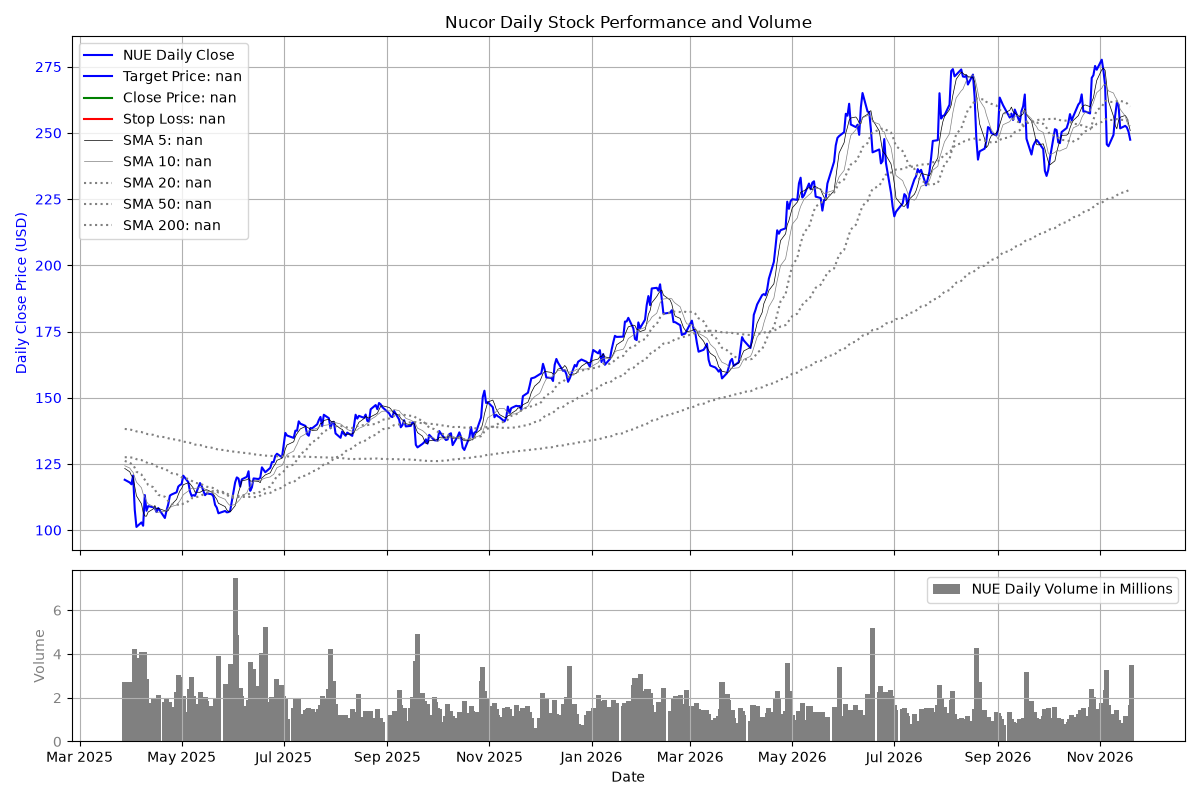 Nucor Daily Stock Performance and Volume
NUE Daily Close
Target Price: nan
Close Price: nan
Stop Loss: nan
SMA 5: nan
SMA 10: nan
SMA 20: nan
SMA 50: nan
SMA 200: nan
Daily Close Price (USD)
275
250
225
200
175
150
125
100
NUE Daily Volume in Millions
Volume
6
4
2
0
Mar 2025 May 2025 Jul 2025 Sep 2025 Nov 2025 Jan 2026 Mar 2026 May 2026 Jul 2026 Sep 2026 Nov 2026
Date